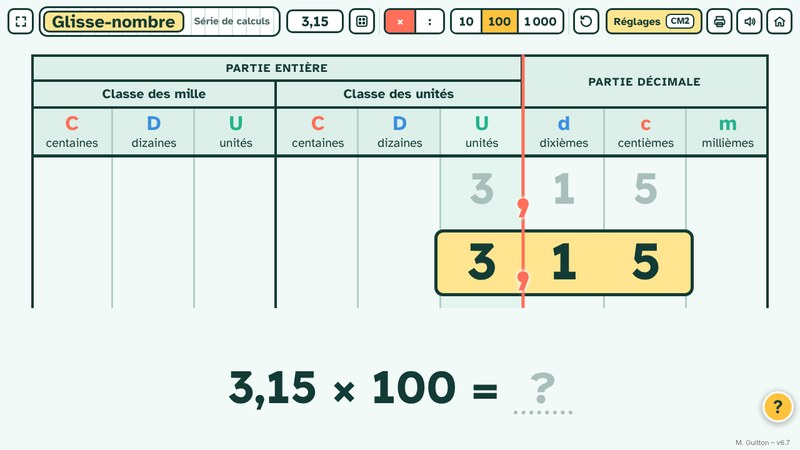 Glisse-nombre Série de calculs 3,15 × : 10 100 1 000 Réglages CM2
PARTIE ENTIÈRE PARTIE DÉCIMALE
Classe des mille Classe des unités
C D U C D U d c m
centaines dizaines unités centaines dizaines unités dixièmes centièmes millièmes
3 , 1 5
3 , 1 5
3,15 × 100 = ?
?
M. Guitton – v6.7